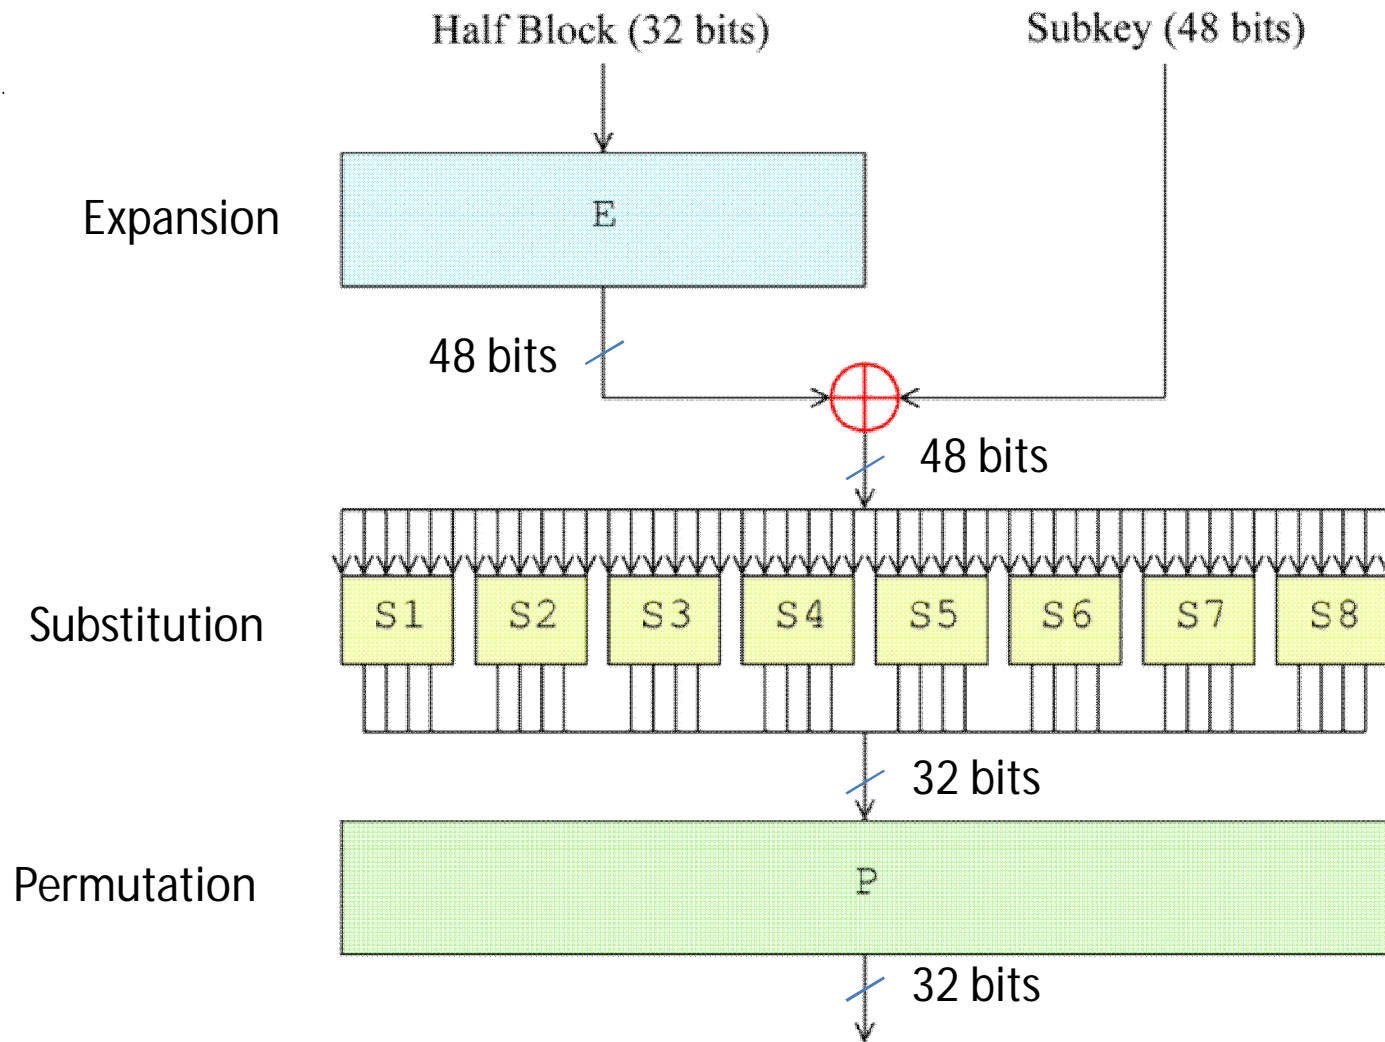 Half Block (32 bits)
Subkey (48 bits)
Expansion
E
48 bits
48 bits
Substitution
S1 S2 S3 S4 S5 S6 S7 S8
32 bits
Permutation
P
32 bits